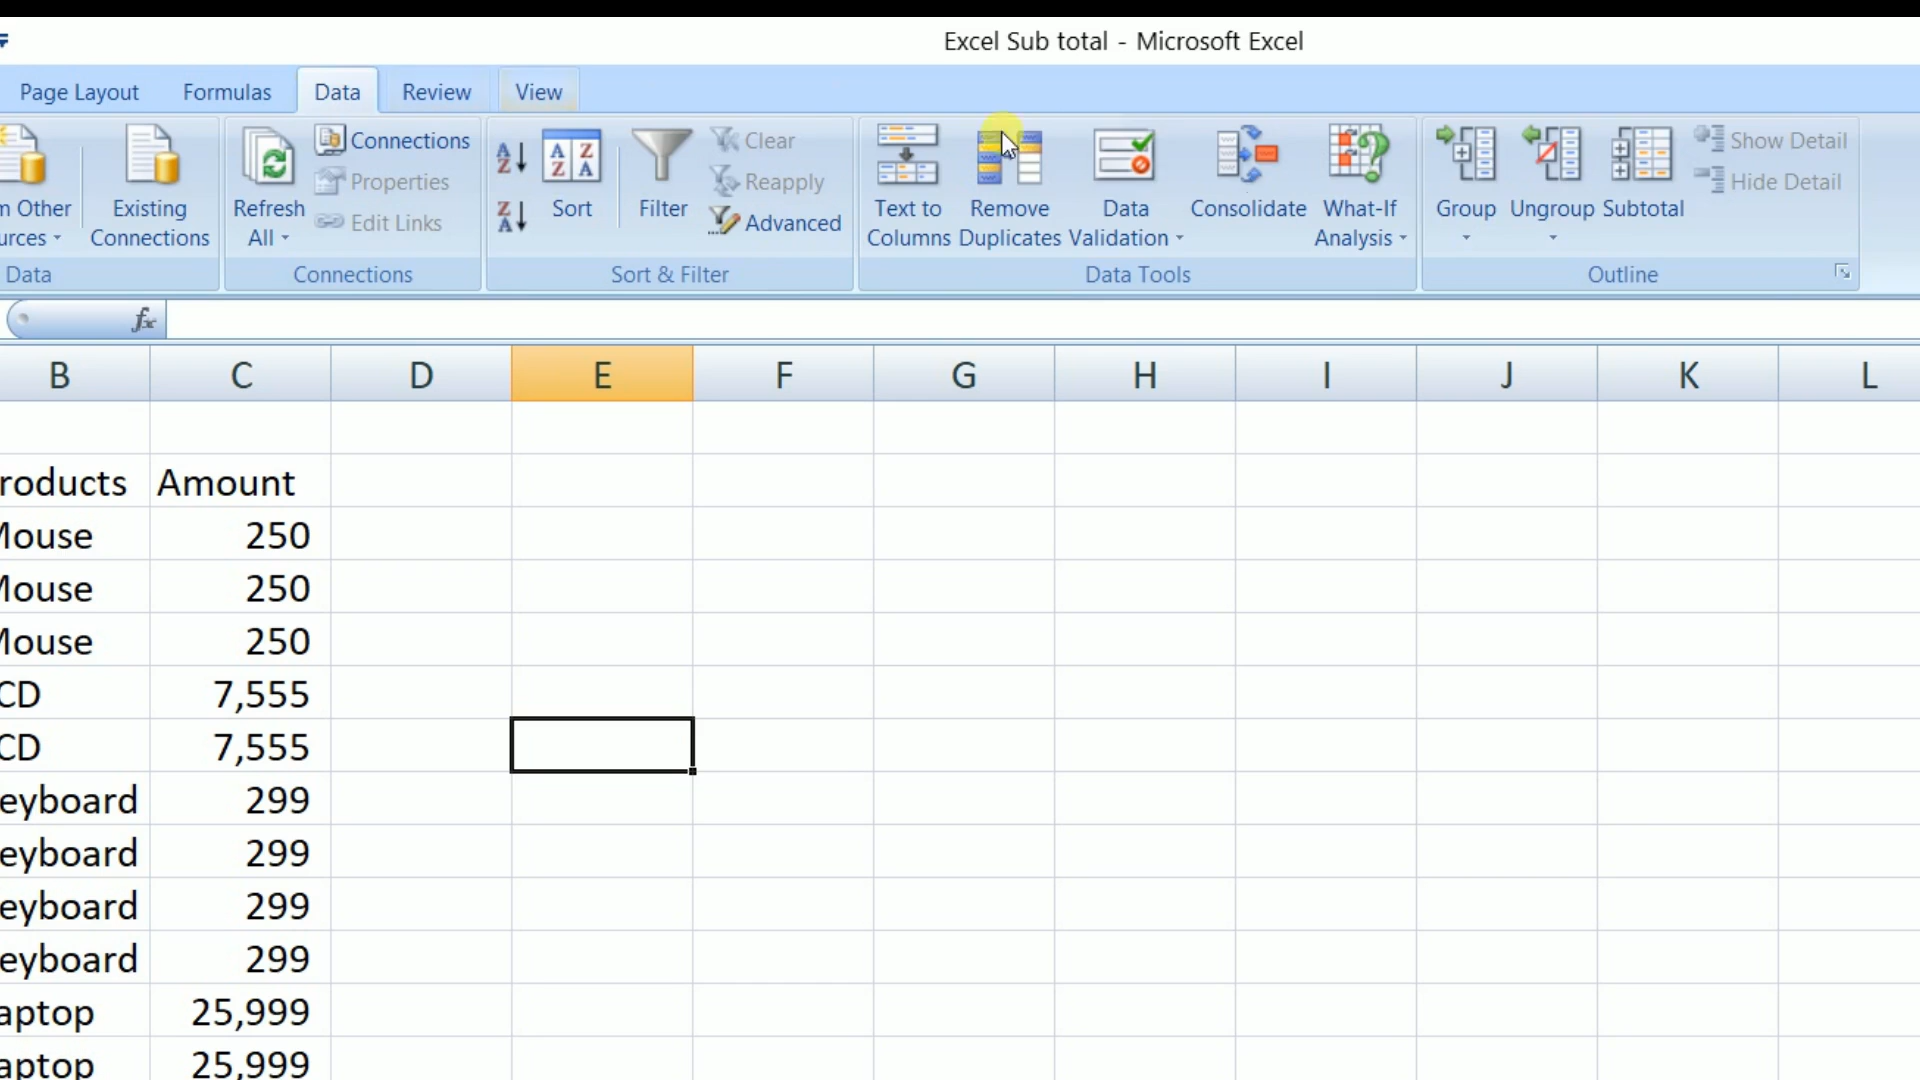 Excel Sub total - Microsoft Excel
Page Layout Formulas Data Review View
m Other
urces
Existing
Connections
Refresh
All
Connections
Properties
Edit Links
A
Z
Z
A
A Z
Z A
Sort
Filter
Clear
Reapply
Advanced
Text to
Columns
Remove
Duplicates
Data
Validation
Consolidate
What-If
Analysis
Group
Ungroup
Subtotal
Show Detail
Hide Detail
Data Connections Sort & Filter Data Tools Outline
fx
B C D E F G H I J K L
roducts Amount
Mouse 250
Mouse 250
Mouse 250
CD 7,555
CD 7,555
eyboard 299
eyboard 299
eyboard 299
eyboard 299
aptop 25,999
aptop 25,999